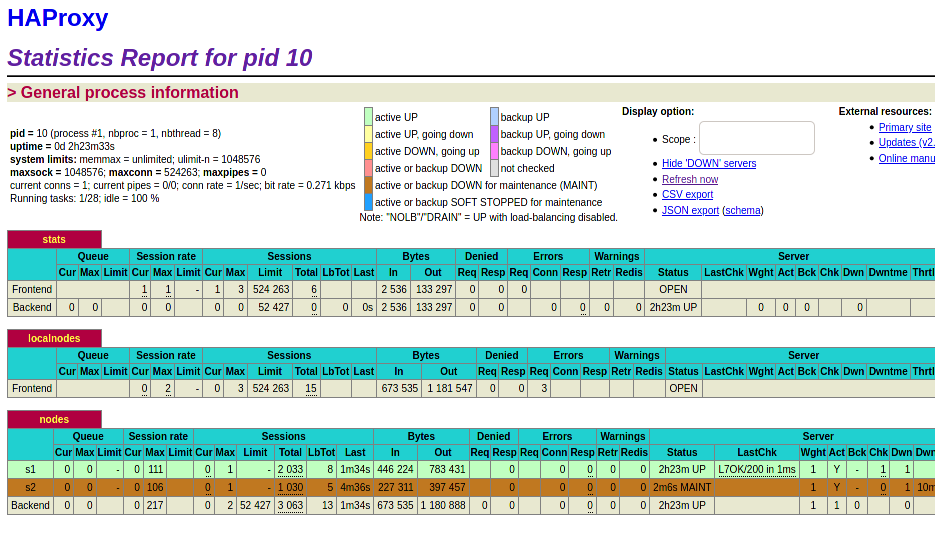 HAProxy
Statistics Report for pid 10
> General process information
pid = 10 (process #1, nbproc = 1, nbthread = 8)
uptime = 0d 2h23m33s
system limits: memmax = unlimited; ulimit-n = 1048576
maxsock = 1048576; maxconn = 524263; maxpipes = 0
current conns = 1; current pipes = 0/0; conn rate = 1/sec; bit rate = 0.271 kbps
Running tasks: 1/28; idle = 100 %
active UP backup UP
active UP, going down backup UP, going down
active DOWN, going up backup DOWN, going up
active or backup DOWN not checked
active or backup DOWN for maintenance (MAINT)
active or backup SOFT STOPPED for maintenance
Note: "NOLB"/"DRAIN" = UP with load-balancing disabled.
Display option:
Scope :
Hide 'DOWN' servers
Refresh now
CSV export
JSON export (schema)
External resources:
Primary site
Updates (v2.
Online manu
stats
Queue Session rate Sessions Bytes Denied Errors Warnings Server
Cur Max Limit Cur Max Limit Cur Max Limit Total LbTot Last In Out Req Resp Req Conn Resp Retr Redis Status LastChk Wght Act Bck Chk Dwn Dwntme Thrtl
Frontend 1 1 - 1 3 524 263 6 2 536 133 297 0 0 0 OPEN
Backend 0 0 0 0 0 0 52 427 0 0 0s 2 536 133 297 0 0 0 0 0 0 2h23m UP 0 0 0 0
localnodes
Queue Session rate Sessions Bytes Denied Errors Warnings Server
Cur Max Limit Cur Max Limit Cur Max Limit Total LbTot Last In Out Req Resp Req Conn Resp Retr Redis Status LastChk Wght Act Bck Chk Dwn Dwntme Thrtl
Frontend 0 2 - 0 3 524 263 15 673 535 1 181 547 0 0 3 OPEN
nodes
Queue Session rate Sessions Bytes Denied Errors Warnings Server
Cur Max Limit Cur Max Limit Cur Max Limit Total LbTot Last In Out Req Resp Req Conn Resp Retr Redis Status LastChk Wght Act Bck Chk Dwn Dwn
s1 0 0 - 0 111 0 1 - 2 033 8 1m34s 446 224 783 431 0 0 0 0 0 2h23m UP L7OK/200 in 1ms 1 Y - 1 1
s2 0 0 - 0 106 0 1 - 1 030 5 4m36s 227 311 397 457 0 0 0 0 0 2m6s MAINT 1 Y - 0 1 10m
Backend 0 0 0 217 0 2 52 427 3 063 13 1m34s 673 535 1 180 888 0 0 0 0 0 0 2h23m UP 1 1 0 0